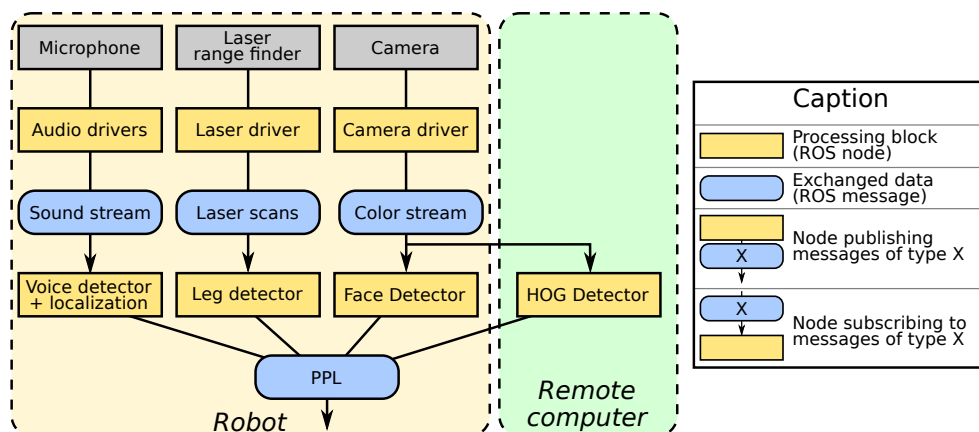 Microphone
Laser
range finder
Camera
Audio drivers
Laser driver
Camera driver
Sound stream
Laser scans
Color stream
Voice detector
+ localization
Leg detector
Face Detector
HOG Detector
PPL
Robot
Remote
computer
Caption
Processing block
(ROS node)
Exchanged data
(ROS message)
X
Node publishing
messages of type X
X
Node subscribing to
messages of type X